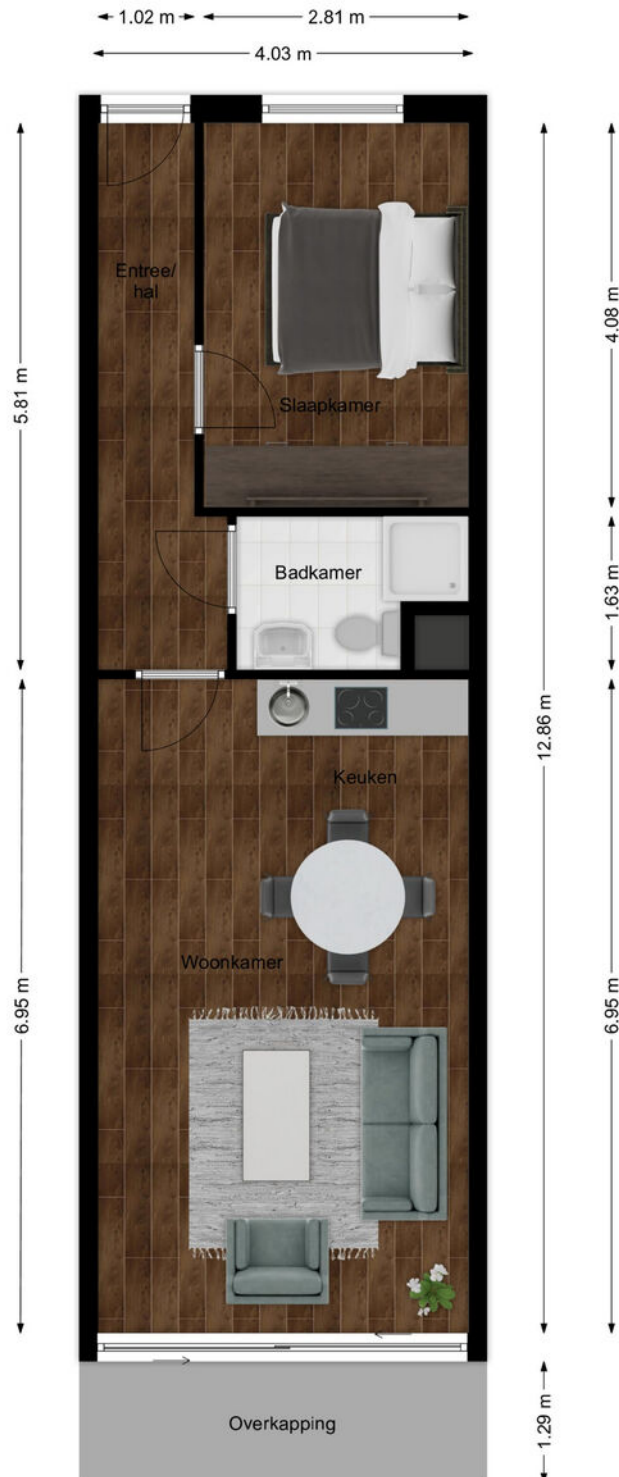 1.02 m
2.81 m
4.03 m
Entree/
hal
4.08 m
5.81 m
Slaapkamer
Badkamer
1.63 m
12.86 m
Keuken
Woonkamer
6.95 m
6.95 m
Overkapping
1.29 m